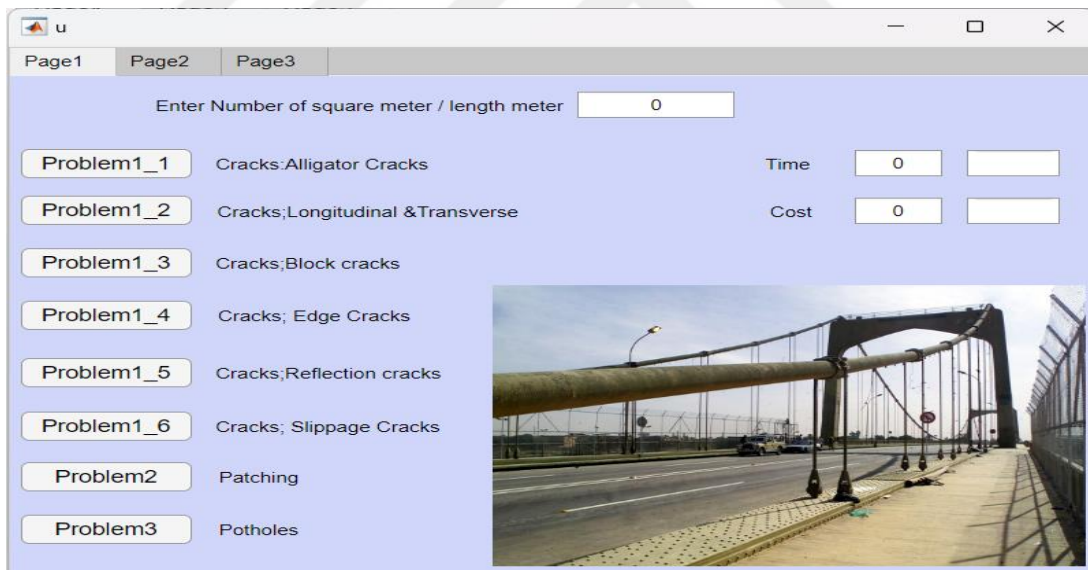 u
Page1 Page2 Page3
Enter Number of square meter / length meter 0
Problem1_1 Cracks:Alligator Cracks Time 0
Problem1_2 Cracks;Longitudinal &Transverse Cost 0
Problem1_3 Cracks;Block cracks
Problem1_4 Cracks; Edge Cracks
Problem1_5 Cracks;Reflection cracks
Problem1_6 Cracks; Slippage Cracks
Problem2 Patching
Problem3 Potholes